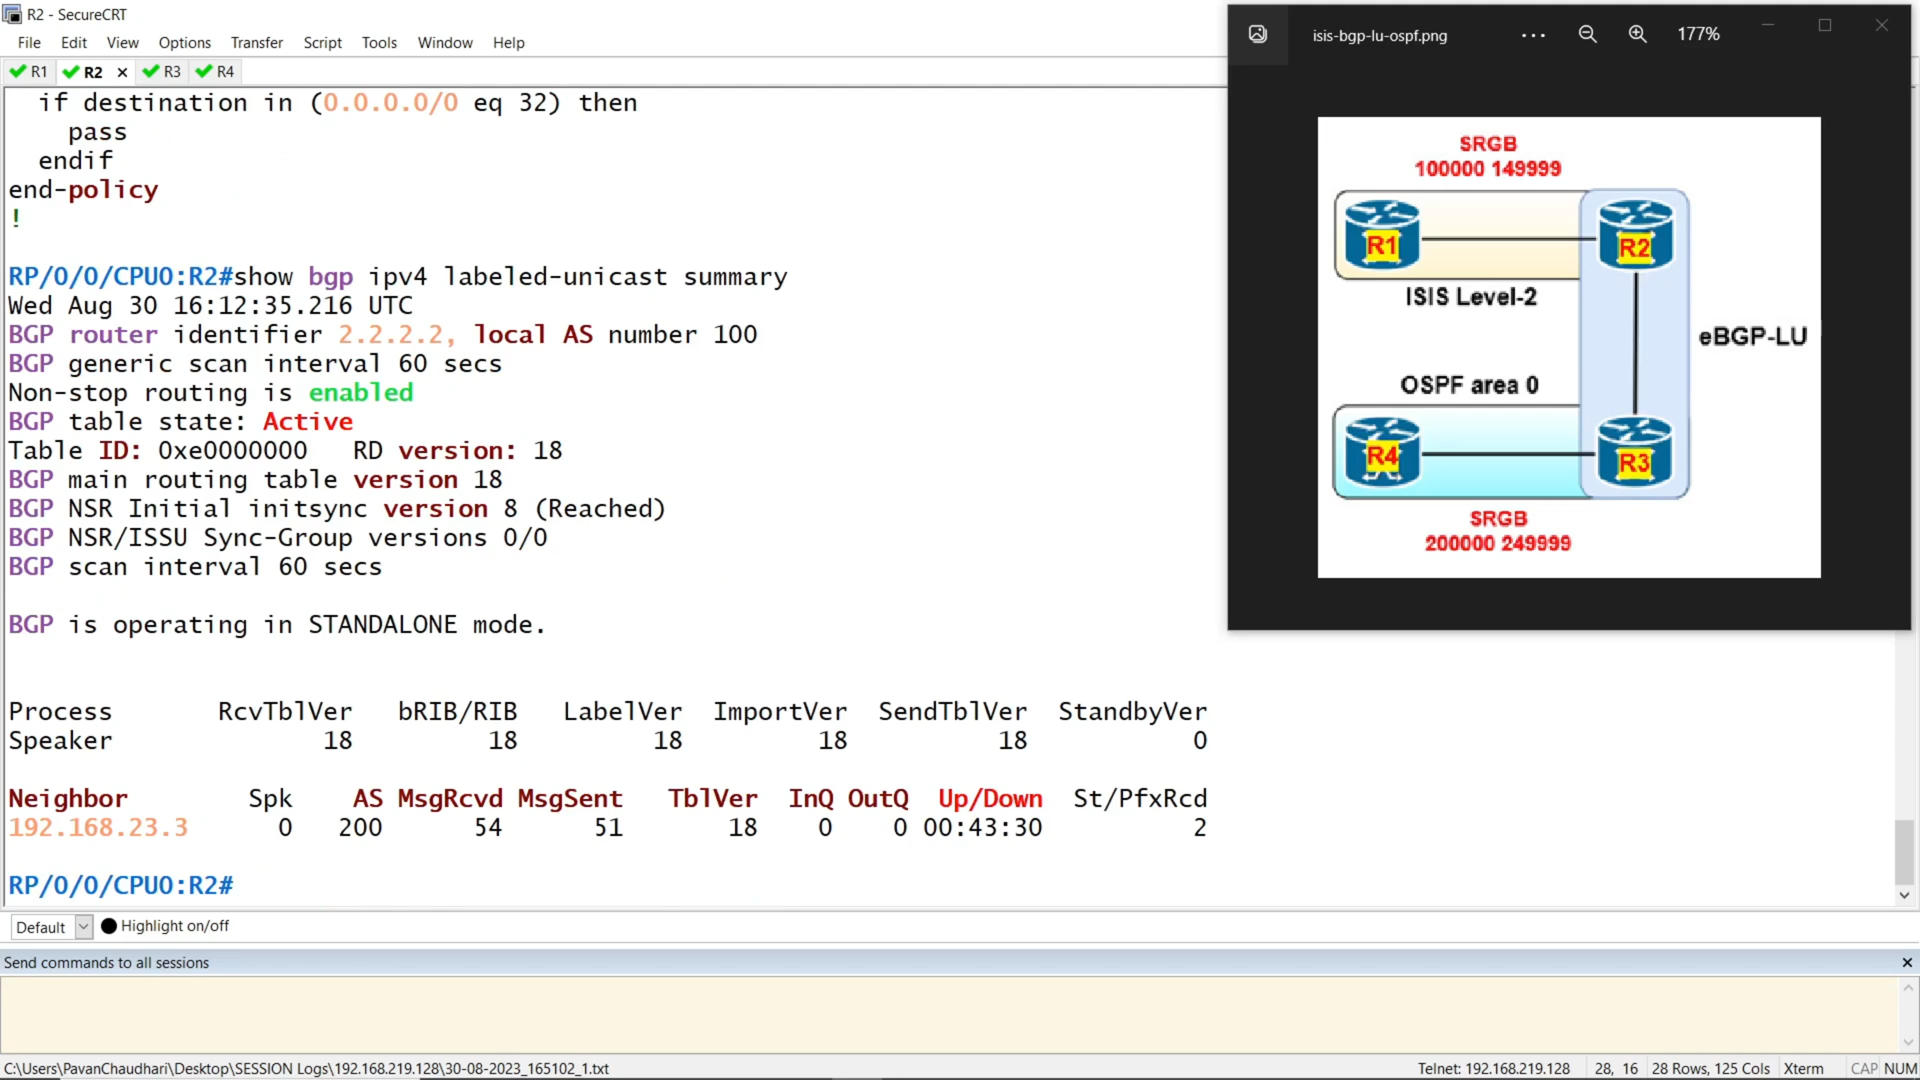 R2 - SecureCRT
File Edit View Options Transfer Script Tools Window Help
R1 R2 × R3 R4
if destination in (0.0.0.0/0 eq 32) then
pass
endif
end-policy
!
RP/0/0/CPU0:R2#show bgp ipv4 labeled-unicast summary
Wed Aug 30 16:12:35.216 UTC
BGP router identifier 2.2.2.2, local AS number 100
BGP generic scan interval 60 secs
Non-stop routing is enabled
BGP table state: Active
Table ID: 0xe0000000 RD version: 18
BGP main routing table version 18
BGP NSR Initial initsync version 8 (Reached)
BGP NSR/ISSU Sync-Group versions 0/0
BGP scan interval 60 secs
BGP is operating in STANDALONE mode.
Process RcvTblVer bRIB/RIB LabelVer ImportVer SendTblVer StandbyVer
Speaker 18 18 18 18 18 0
Neighbor Spk AS MsgRcvd MsgSent TblVer InQ OutQ Up/Down St/PfxRcd
192.168.23.3 0 200 54 51 18 0 0 00:43:30 2
RP/0/0/CPU0:R2#
isis-bgp-lu-ospf.png ... 177%
SRGB
100000 149999
R1 R2
ISIS Level-2
eBGP-LU
OSPF area 0
R4 R3
SRGB
200000 249999
Default Highlight on/off
Send commands to all sessions ×
C:\Users\PavanChaudhari\Desktop\SESSION Logs\192.168.219.128\30-08-2023_165102_1.txt Telnet: 192.168.219.128 28, 16 28 Rows, 125 Cols Xterm CAP NUM